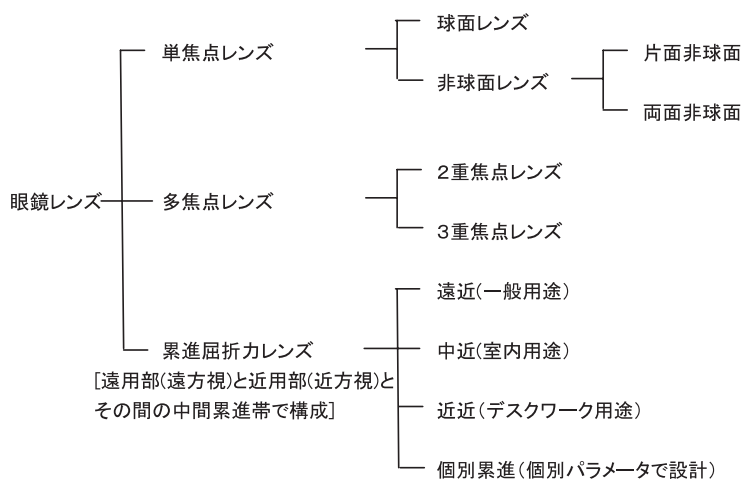 眼鏡レンズ
単焦点レンズ
球面レンズ
非球面レンズ
片面非球面
両面非球面
多焦点レンズ
2重焦点レンズ
3重焦点レンズ
累進屈折力レンズ
[遠用部(遠方視)と近用部(近方視)と
その間の中間累進帯で構成]
遠近(一般用途)
中近(室内用途)
近近(デスクワーク用途)
個別累進(個別パラメータで設計)